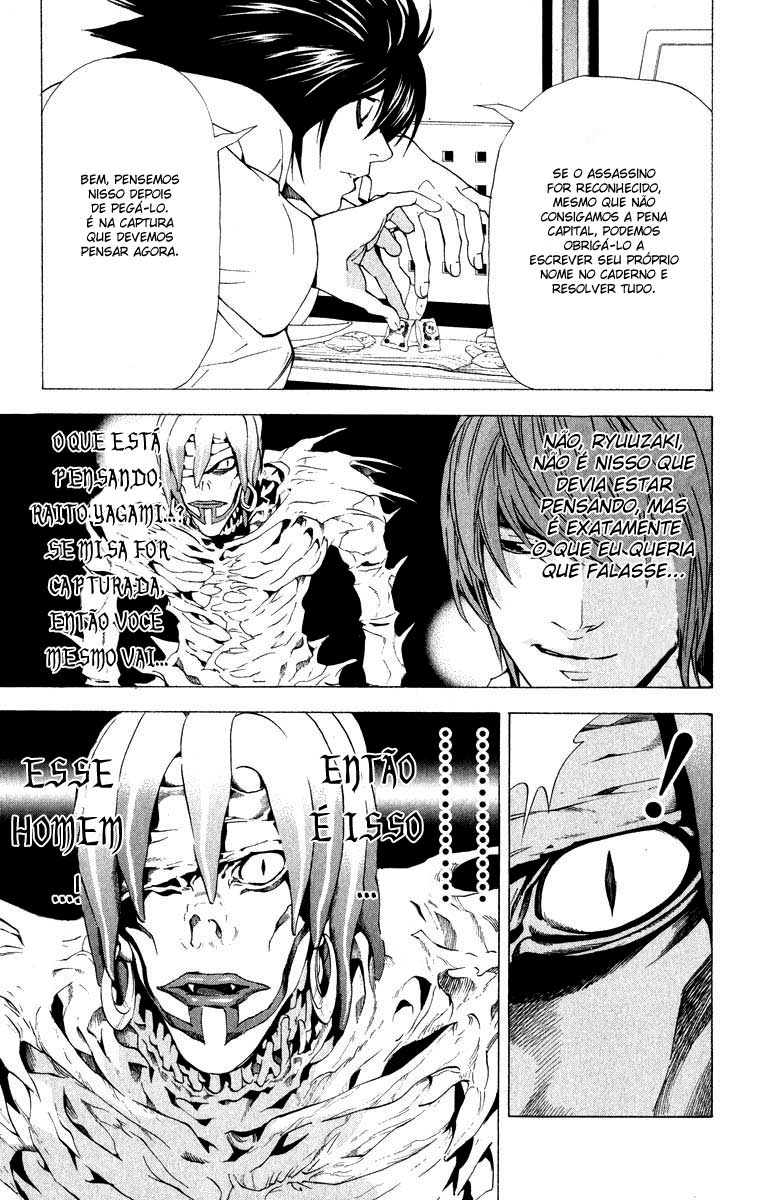 SE O ASSASSINO
FOR RECONHECIDO,
MESMO QUE NÃO
CONSIGAMOS A PENA
CAPITAL, PODEMOS
OBRIGÁ-LO A
ESCREVER SEU PRÓPRIO
NOME NO CADERNO E
RESOLVER TUDO.
BEM, PENSEMOS
NISSO DEPOIS
DE PEGÁ-LO.
É NA CAPTURA
QUE DEVEMOS
PENSAR AGORA.
NÃO, RYUUZAKI,
NÃO É NISSO QUE
DEVIA ESTAR
PENSANDO, MAS
É EXATAMENTE
O QUE EU QUERIA
QUE FALASSE...
O QUE ESTÁ
PENSANDO,
RAITO YAGAMI...?
SE MISA FOR
CAPTURADA,
ENTÃO VOCÊ
MESMO VAI...
!
ENTÃO
É ISSO
...
ESSE
HOMEM
...!